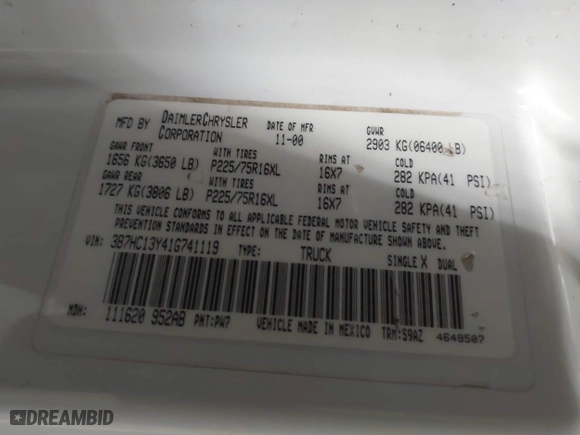 MFD BY DAIMLERCHRYSLER CORPORATION DATE OF MFR 11-00 GVWR 2903 KG(06400 LB)
GAWR FRONT WITH TIRES RIMS AT COLD
1656 KG(3650 LB) P225/75R16XL 16X7 282 KPA(41 PSI)
GAWR REAR WITH TIRES RIMS AT COLD
1727 KG(3806 LB) P225/75R16XL 16X7 282 KPA(41 PSI)
THIS VEHICLE CONFORMS TO ALL APPLICABLE FEDERAL MOTOR VEHICLE SAFETY AND THEFT
PREVENTION STANDARDS IN EFFECT ON THE DATE OF MANUFACTURE SHOWN ABOVE.
VIN: 3B7HC13Y41G741119 TYPE: TRUCK SINGLE X DUAL
MDH: 111620 952AB PNT:PW7 VEHICLE MADE IN MEXICO TRM:S9AZ 4648507
DREAMBID